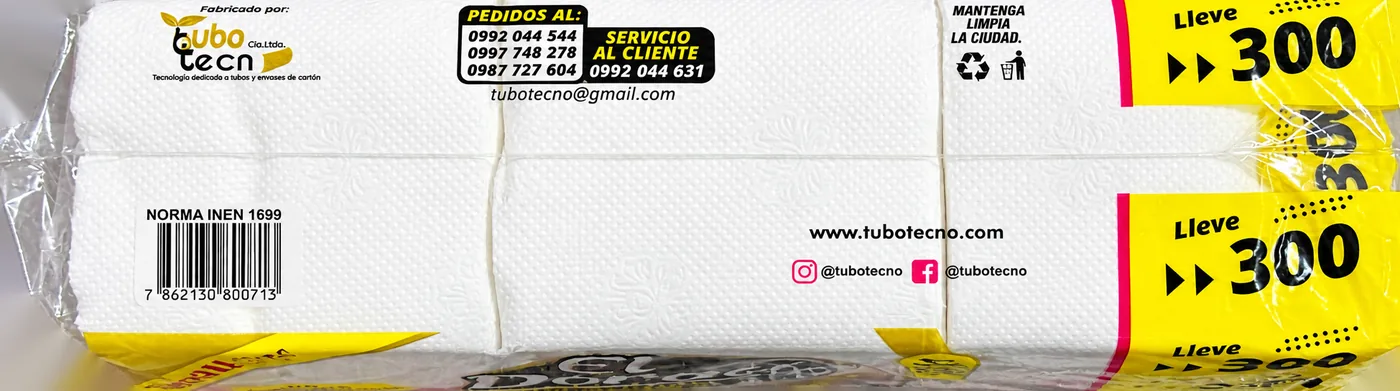 Fabricado por:
tubo
tecn
Cia.Ltda.
Tecnología dedicada a tubos y envases de cartón
PEDIDOS AL:
0992 044 544
0997 748 278
0987 727 604
SERVICIO
AL CLIENTE
0992 044 631
tubotecno@gmail.com
MANTENGA
LIMPIA
LA CIUDAD.
Lleve
300
NORMA INEN 1699
7 862130 800713
www.tubotecno.com
@tubotecno
@tubotecno
Lleve
300
Lleve
300
El